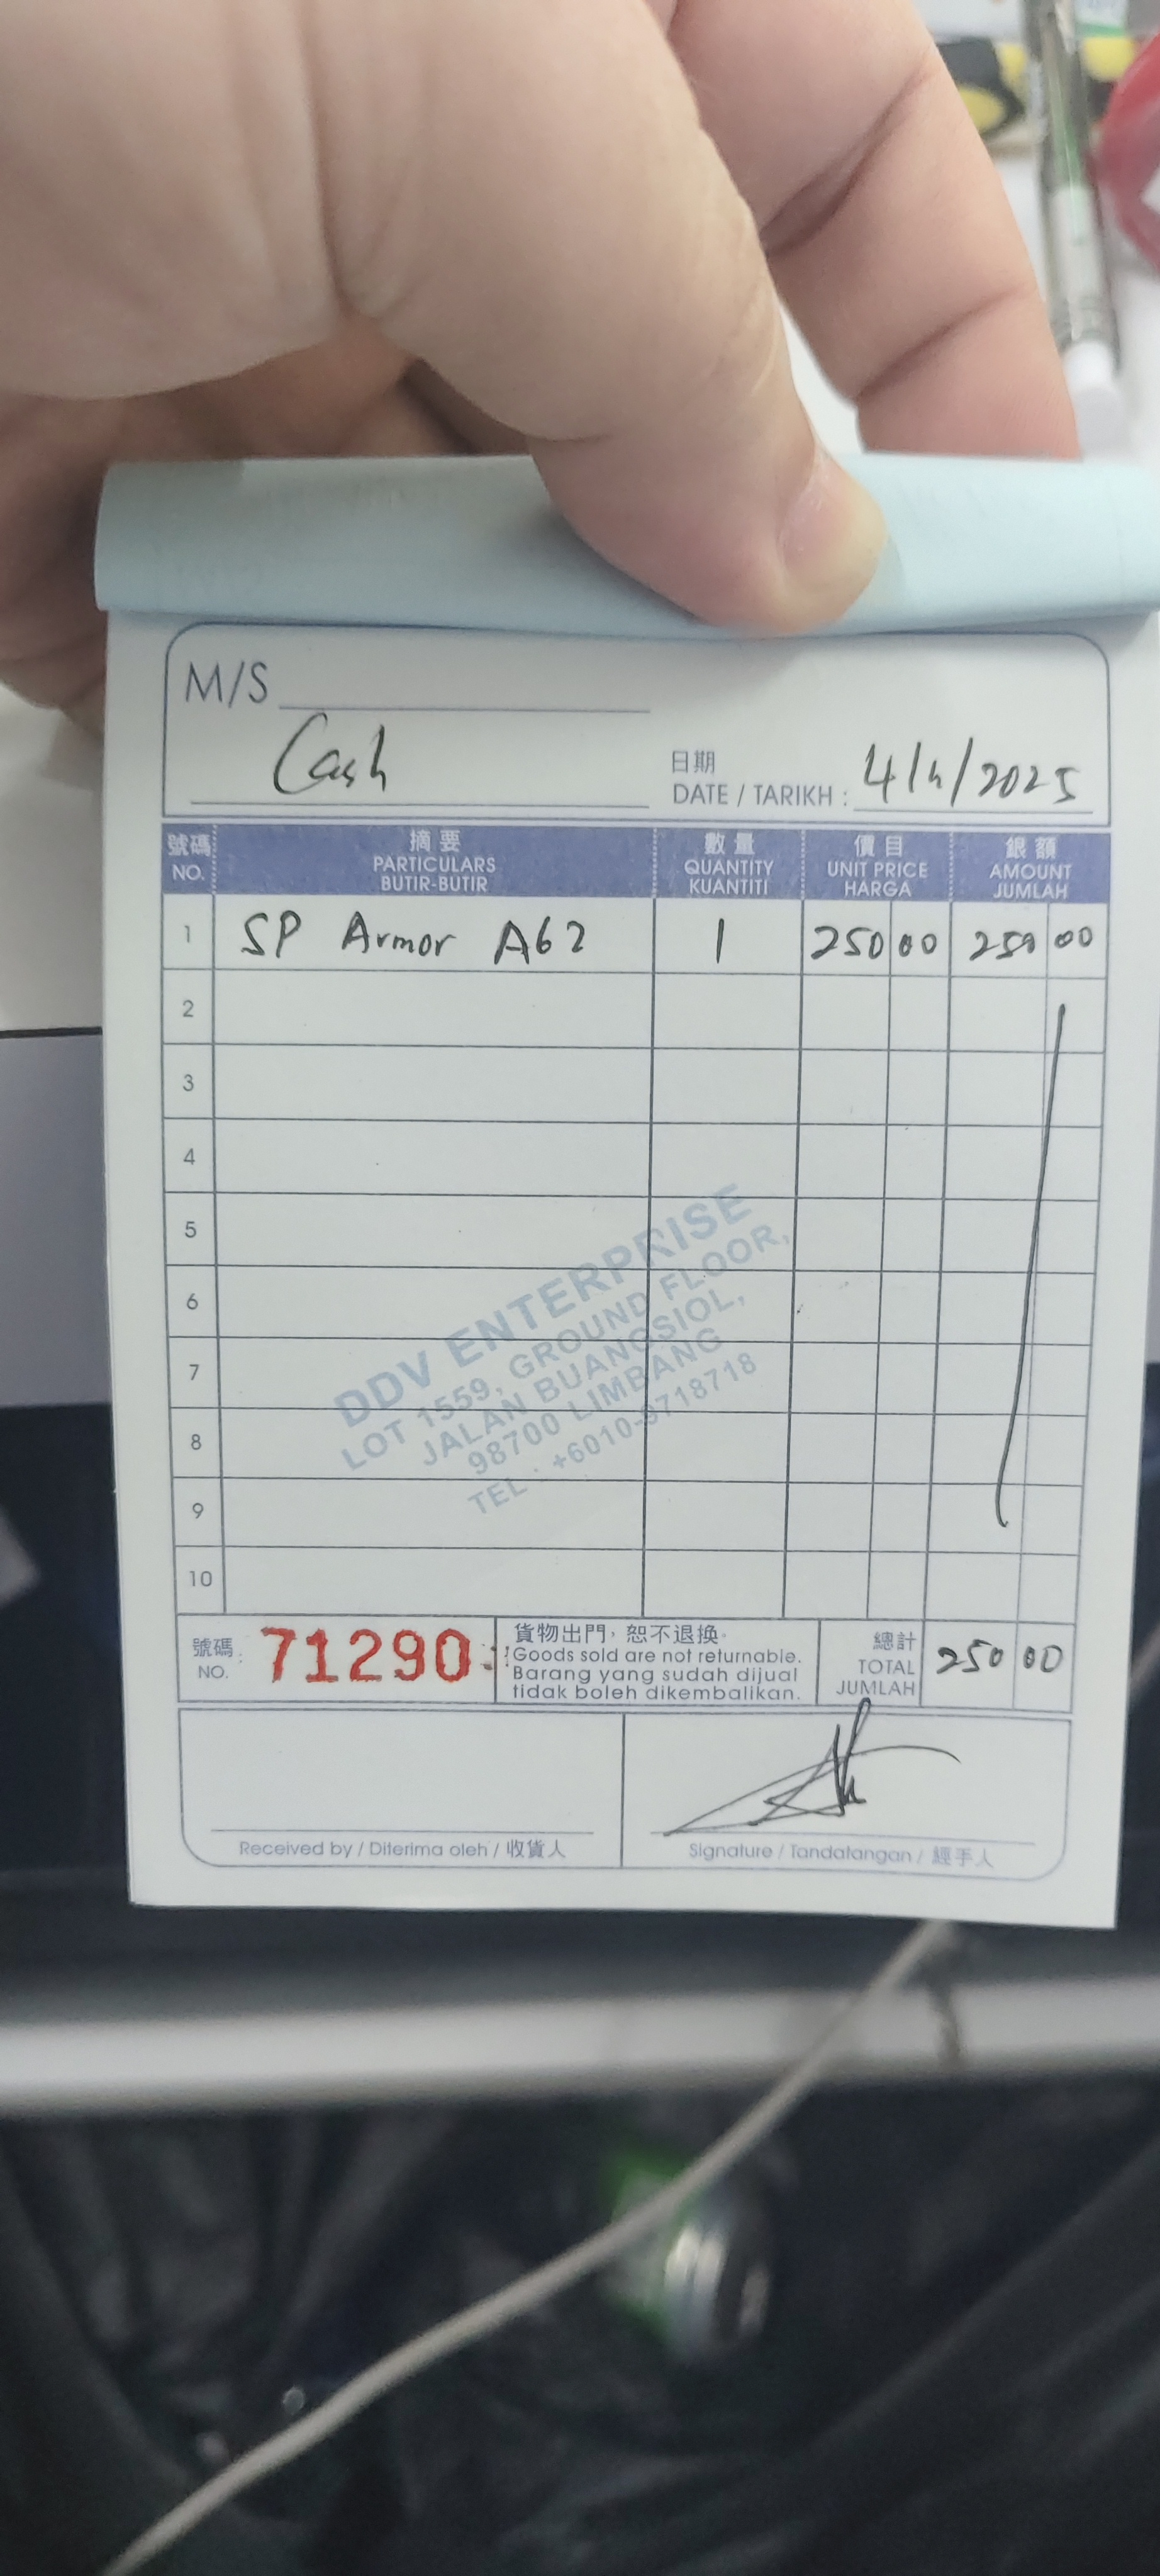 M/S
Cash
日期
DATE / TARIKH : 4/ /2025
號碼 摘要 數量 價目 銀額
NO. PARTICULARS QUANTITY UNIT PRICE AMOUNT
BUTIR-BUTIR KUANTITI HARGA JUMLAH
1 SP Armor A62 1 250 00 250 00
2
3
4
5
6
7
8
9
10
DDV ENTERPRISE
LOT 1559, GROUND FLOOR,
JALAN BUANGSIOL,
98700 LIMBANG
TEL : +6010-9718718
號碼 :
NO. 71290
貨物出門,恕不退換.
Goods sold are not returnable.
Barang yang sudah dijual
tidak boleh dikembalikan.
總計
TOTAL
JUMLAH
250 00
Received by / Diterima oleh / 收貨人
Signature / Tandatangan / 經手人